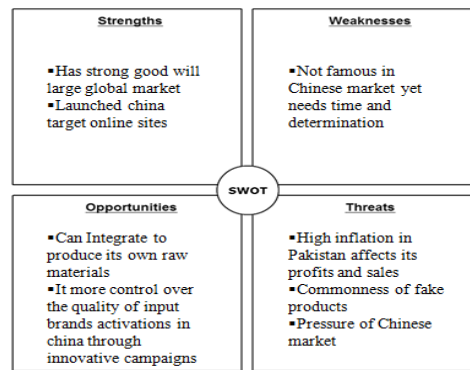 Strengths
▪Has strong good will
large global market
▪Launched china
target online sites
Weaknesses
▪Not famous in
Chinese market yet
needs time and
determination
SWOT
Opportunities
▪Can Integrate to
produce its own raw
materials
▪It more control over
the quality of input
brands activations in
china through
innovative campaigns
Threats
▪High inflation in
Pakistan affects its
profits and sales
▪Commonness of fake
products
▪Pressure of Chinese
market